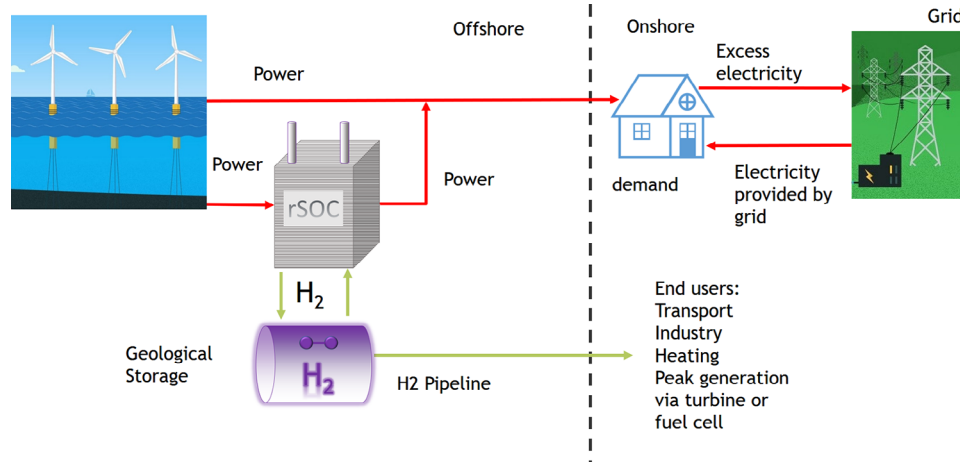 Offshore
Onshore
Grid
Power
Excess
electricity
Power
rSOC
Power
demand
Electricity
provided by
grid
H2
Geological
Storage
H2
H2 Pipeline
End users:
Transport
Industry
Heating
Peak generation
via turbine or
fuel cell